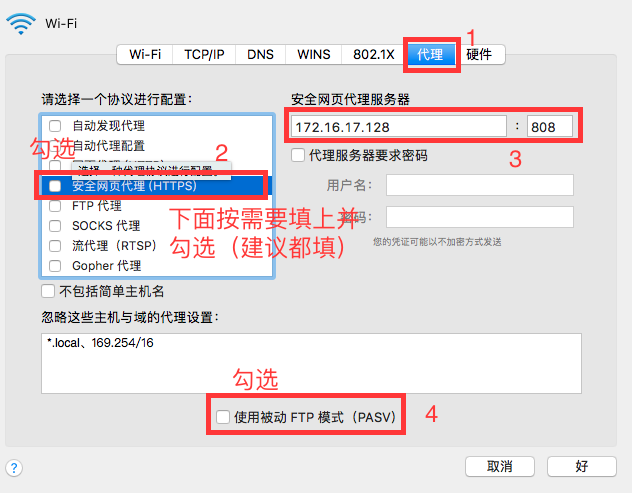 Wi-Fi
1
Wi-Fi TCP/IP DNS WINS 802.1X 代理 硬件
请选择一个协议进行配置：
自动发现代理
自动代理配置
勾选
2
选择一种代理协议进行配置。
安全网页代理 (HTTPS)
FTP 代理
SOCKS 代理
流代理（RTSP）
Gopher 代理
下面按需要填上并
勾选（建议都填）
不包括简单主机名
安全网页代理服务器
172.16.17.128 : 808
3
代理服务器要求密码
用户名：
密码：
您的凭证可能以不加密方式发送
忽略这些主机与域的代理设置：
*.local、169.254/16
勾选
使用被动 FTP 模式（PASV）
4
?
取消 好